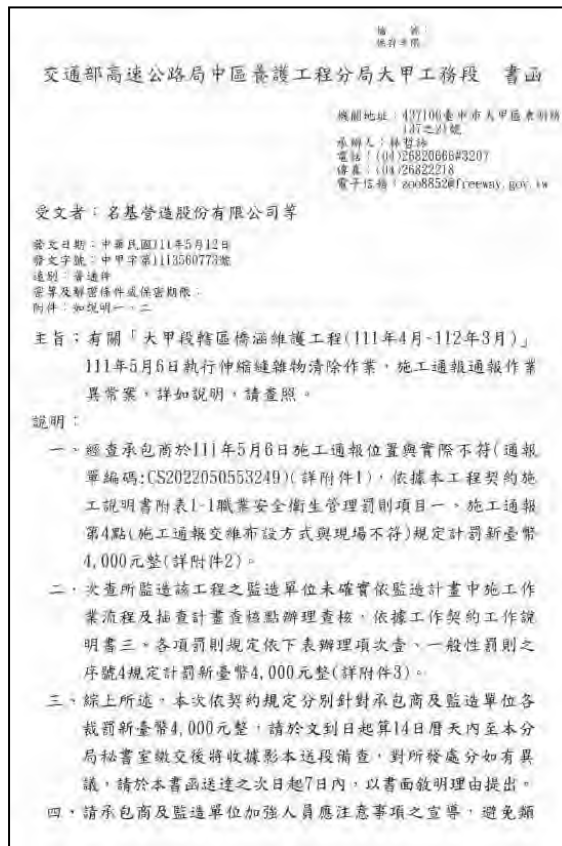 檔　　號：
保存年限：
交通部高速公路局中區養護工程分局大甲工務段　書函
機關地址：437106臺中市大甲區東明路
137之21號
電話：(04)26820666#3207
傳真：(04)26822218
電子信箱：zoo8852@freeway.gov.tw
受文者：名基營造股份有限公司等
發文日期：中華民國111年5月12日
發文字號：中甲字第1113560773號
速別：普通件
密等及解密條件或保密期限：
附件：如說明一、二
主旨：有關「大甲段轄區橋涵維護工程(111年4月-112年3月)」
111年5月6日執行伸縮縫雜物清除作業，施工通報通報作業
異常案，詳如說明，請查照。
說明：
一、經查承包商於111年5月6日施工通報位置與實際不符(通報
單編碼:CS2022050553249)(詳附件1)，依據本工程契約施
工說明書附表1-1職業安全衛生管理罰則項目一、施工通報
第4點(施工通報交維布設方式與現場不符)規定計罰新臺幣
4,000元整(詳附件2)。
二、次查所監造該工程之監造單位未確實依監造計畫中施工作
業流程及抽查計畫查核點辦理查核，依據工作契約工作說
明書三、各項罰則規定依下表辦理項次壹、一般性罰則之
序號4規定計罰新臺幣4,000元整(詳附件3)。
三、綜上所述，本次依契約規定分別針對承包商及監造單位各
裁罰新臺幣4,000元整，請於文到日起算14日曆天內至本分
局秘書室繳交後將收據影本送段備查，對所發處分如有異
議，請於本書函送達之次日起7日內，以書面敘明理由提出。
四、請承包商及監造單位加強人員應注意事項之宣導，避免類